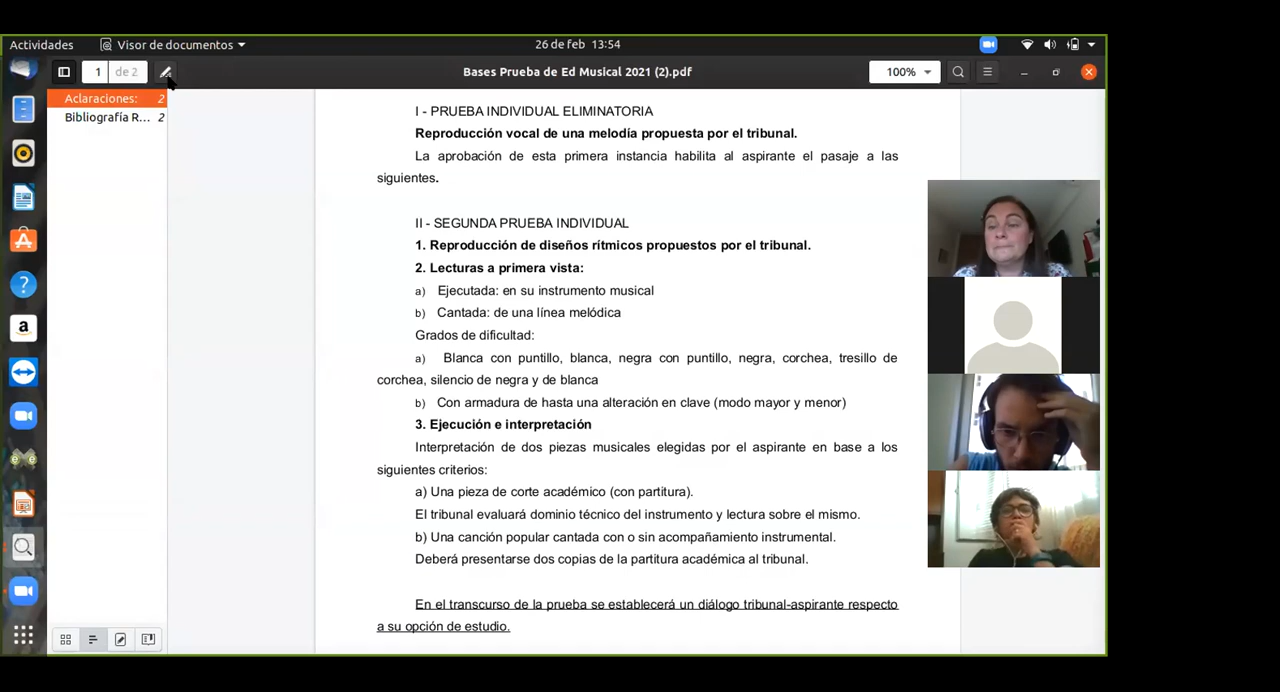 Actividades Visor de documentos 26 de feb 13:54
1 de 2 Bases Prueba de Ed Musical 2021 (2).pdf 100%
Aclaraciones: 2
Bibliografía R... 2
I - PRUEBA INDIVIDUAL ELIMINATORIA
Reproducción vocal de una melodía propuesta por el tribunal.
La aprobación de esta primera instancia habilita al aspirante el pasaje a las
siguientes.
II - SEGUNDA PRUEBA INDIVIDUAL
1. Reproducción de diseños rítmicos propuestos por el tribunal.
2. Lecturas a primera vista:
a) Ejecutada: en su instrumento musical
b) Cantada: de una línea melódica
Grados de dificultad:
a) Blanca con puntillo, blanca, negra con puntillo, negra, corchea, tresillo de
corchea, silencio de negra y de blanca
b) Con armadura de hasta una alteración en clave (modo mayor y menor)
3. Ejecución e interpretación
Interpretación de dos piezas musicales elegidas por el aspirante en base a los
siguientes criterios:
a) Una pieza de corte académico (con partitura).
El tribunal evaluará dominio técnico del instrumento y lectura sobre el mismo.
b) Una canción popular cantada con o sin acompañamiento instrumental.
Deberá presentarse dos copias de la partitura académica al tribunal.
En el transcurso de la prueba se establecerá un diálogo tribunal-aspirante respecto
a su opción de estudio.